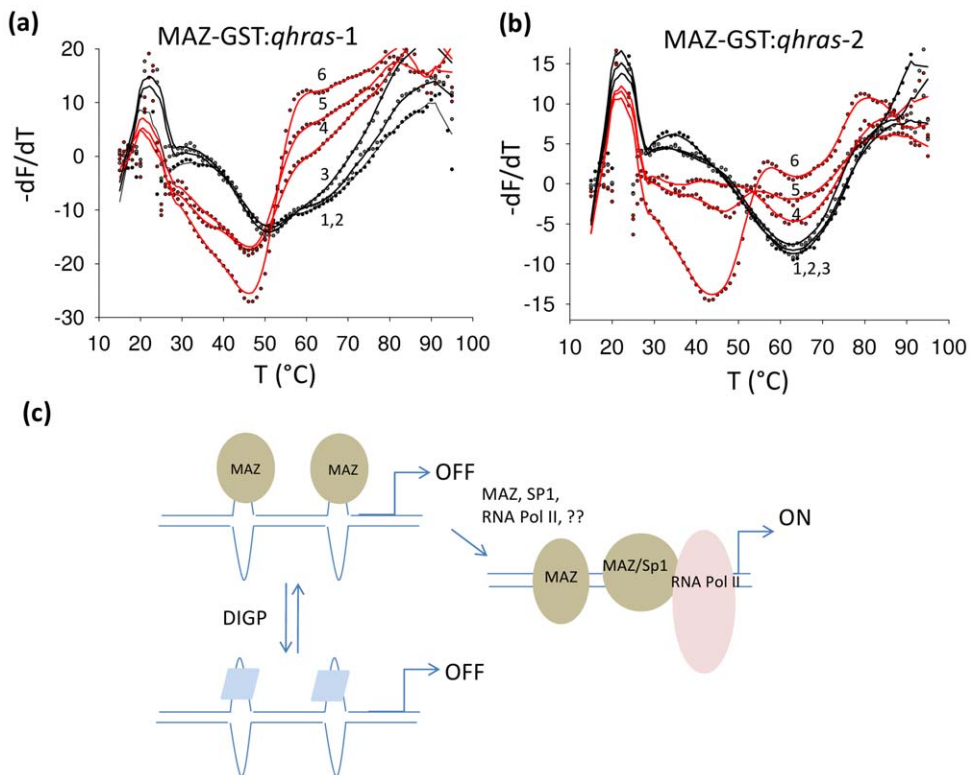 (a)
MAZ-GST:qhras-1
20
10
0
-10
-20
-30
-dF/dT
6
5
4
3
1,2
10 20 30 40 50 60 70 80 90 100
T (°C)
(b)
MAZ-GST:qhras-2
20
15
10
5
0
-5
-10
-15
-dF/dT
6
5
4
1,2,3
10 20 30 40 50 60 70 80 90 100
T (°C)
(c)
MAZ
MAZ
OFF
MAZ, SP1,
RNA Pol II, ??
ON
MAZ
MAZ/Sp1
RNA Pol II
DIGP
OFF